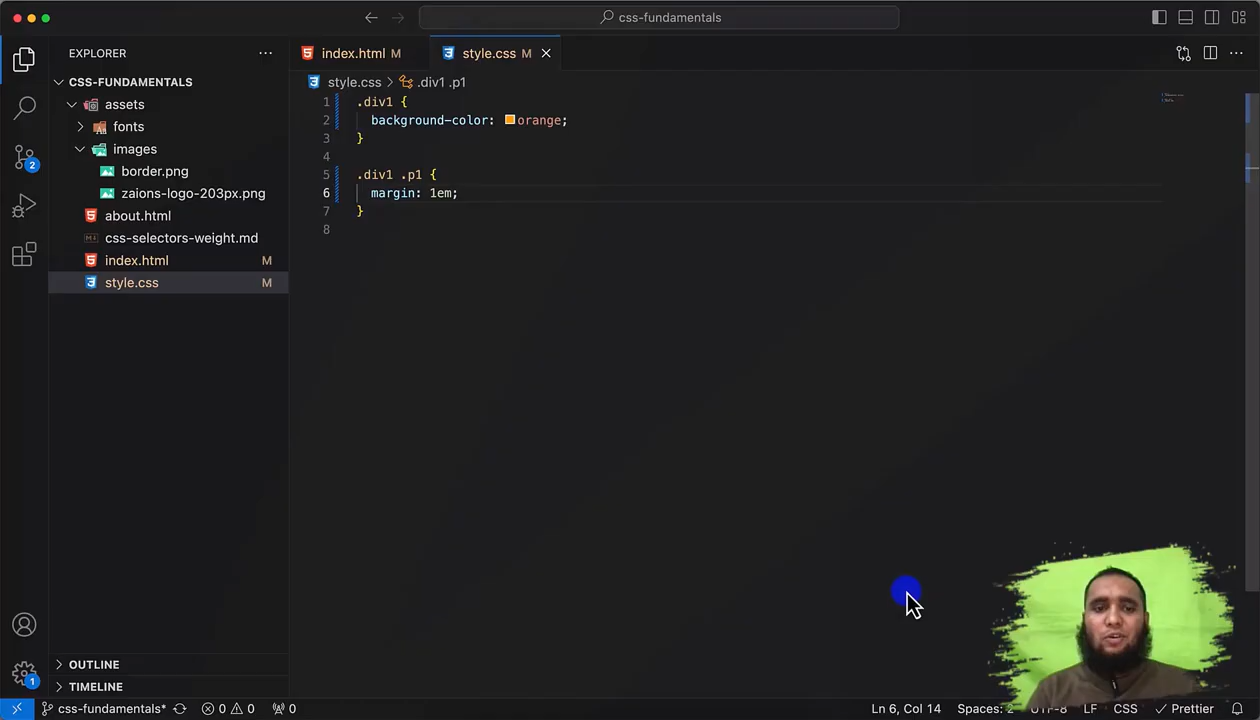 css-fundamentals
EXPLORER
index.html M
style.css M
CSS-FUNDAMENTALS
style.css > .div1 .p1
assets
fonts
images
border.png
zaions-logo-203px.png
about.html
css-selectors-weight.md
index.html M
style.css M
1 .div1 {
2 background-color: orange;
3 }
4
5 .div1 .p1 {
6 margin: 1em;
7 }
8
2
OUTLINE
1
TIMELINE
css-fundamentals* 0 0 0 Ln 6, Col 14 Spaces: 2 UTF-8 LF CSS Prettier